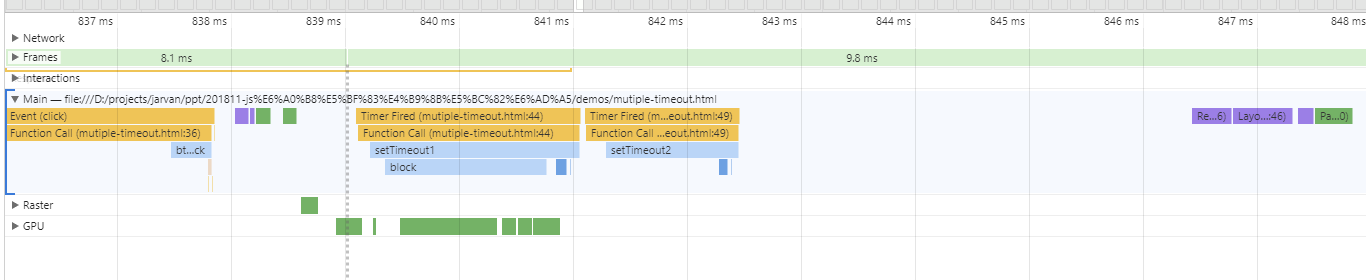 837 ms 838 ms 839 ms 840 ms 841 ms 842 ms 843 ms 844 ms 845 ms 846 ms 847 ms 848 ms
Network
Frames 8.1 ms 9.8 ms
Interactions
Main — file:///D:/projects/jarvan/ppt/201811-js%E6%A0%B8%E5%BF%83%E4%B9%8B%E5%BC%82%E6%AD%A5/demos/mutiple-timeout.html
Event (click) Timer Fired (mutiple-timeout.html:44) Timer Fired (m...eout.html:49) Re...6) Layo...:46) Pa...0)
Function Call (mutiple-timeout.html:36) Function Call (mutiple-timeout.html:44) Function Call ...eout.html:49)
bt...ck setTimeout1 setTimeout2
block
Raster
GPU